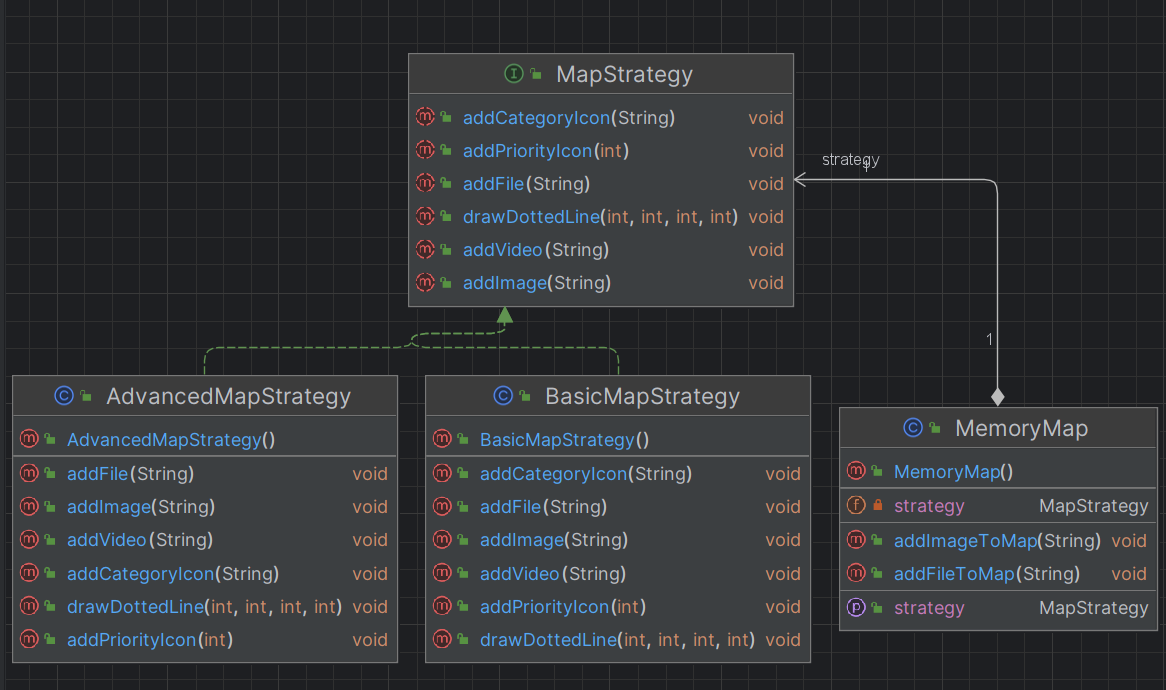 MapStrategy
addCategoryIcon(String) void
addPriorityIcon(int) void
addFile(String) void
drawDottedLine(int, int, int, int) void
addVideo(String) void
addImage(String) void
strategy
1
1
AdvancedMapStrategy
AdvancedMapStrategy()
addFile(String) void
addImage(String) void
addVideo(String) void
addCategoryIcon(String) void
drawDottedLine(int, int, int, int) void
addPriorityIcon(int) void
BasicMapStrategy
BasicMapStrategy()
addCategoryIcon(String) void
addFile(String) void
addImage(String) void
addVideo(String) void
addPriorityIcon(int) void
drawDottedLine(int, int, int, int) void
MemoryMap
MemoryMap()
strategy MapStrategy
addImageToMap(String) void
addFileToMap(String) void
strategy MapStrategy